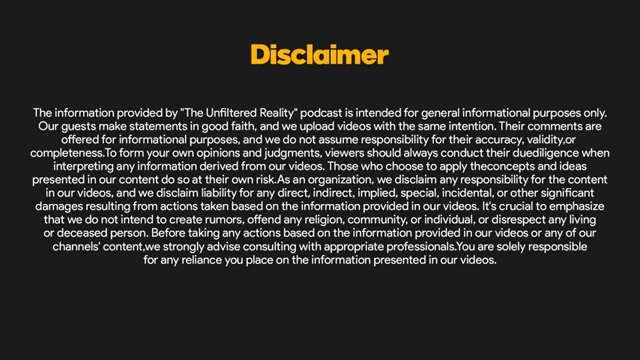 Disclaimer
The information provided by "The Unfiltered Reality" podcast is intended for general informational purposes only.
Our guests make statements in good faith, and we upload videos with the same intention. Their comments are
offered for informational purposes, and we do not assume responsibility for their accuracy, validity,or
completeness.To form your own opinions and judgments, viewers should always conduct their duediligence when
interpreting any information derived from our videos. Those who choose to apply theconcepts and ideas
presented in our content do so at their own risk.As an organization, we disclaim any responsibility for the content
in our videos, and we disclaim liability for any direct, indirect, implied, special, incidental, or other significant
damages resulting from actions taken based on the information provided in our videos. It's crucial to emphasize
that we do not intend to create rumors, offend any religion, community, or individual, or disrespect any living
or deceased person. Before taking any actions based on the information provided in our videos or any of our
channels' content,we strongly advise consulting with appropriate professionals.You are solely responsible
for any reliance you place on the information presented in our videos.